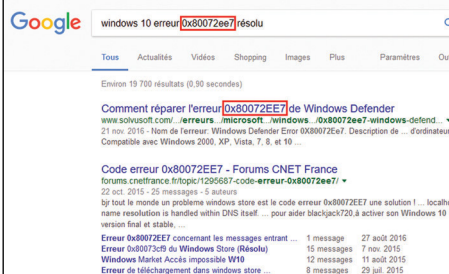 Google
windows 10 erreur 0x80072ee7 résolu
Tous Actualités Vidéos Shopping Images Plus Paramètres
Environ 19 700 résultats (0,90 secondes)
Comment réparer l'erreur 0x80072EE7 de Windows Defender
www.solvusoft.com/.../erreurs.../microsoft.../windows.../0x80072ee7-windows-defend...
21 nov. 2016 - Nom de l'erreur: Windows Defender Error 0X80072Ee7. Description de ... d'ordinateur
Compatible avec Windows 2000, XP, Vista, 7, 8, et 10 ...
Code erreur 0X80072EE7 - Forums CNET France
forums.cnetfrance.fr/topic/1295687-code-erreur-0x80072ee7/
22 oct. 2015 - 25 messages - 5 auteurs
bjr tout le monde un probleme windows store est le code erreur 0x80072EE7 une solution ! ... localho
name resolution is handled within DNS itself. ... pour aider blackjack720,à activer son Windows 10
version final et stable, ...
Erreur 0x80072EE7 concernant les messages entrant ... 1 message 27 août 2016
Erreur 0x80073cf9 du Windows Store (Résolu) 15 messages 7 nov. 2015
Windows Market Accès impossible W10 12 messages 11 août 2015
Erreur de téléchargement dans windows store ... 8 messages 29 juil. 2015